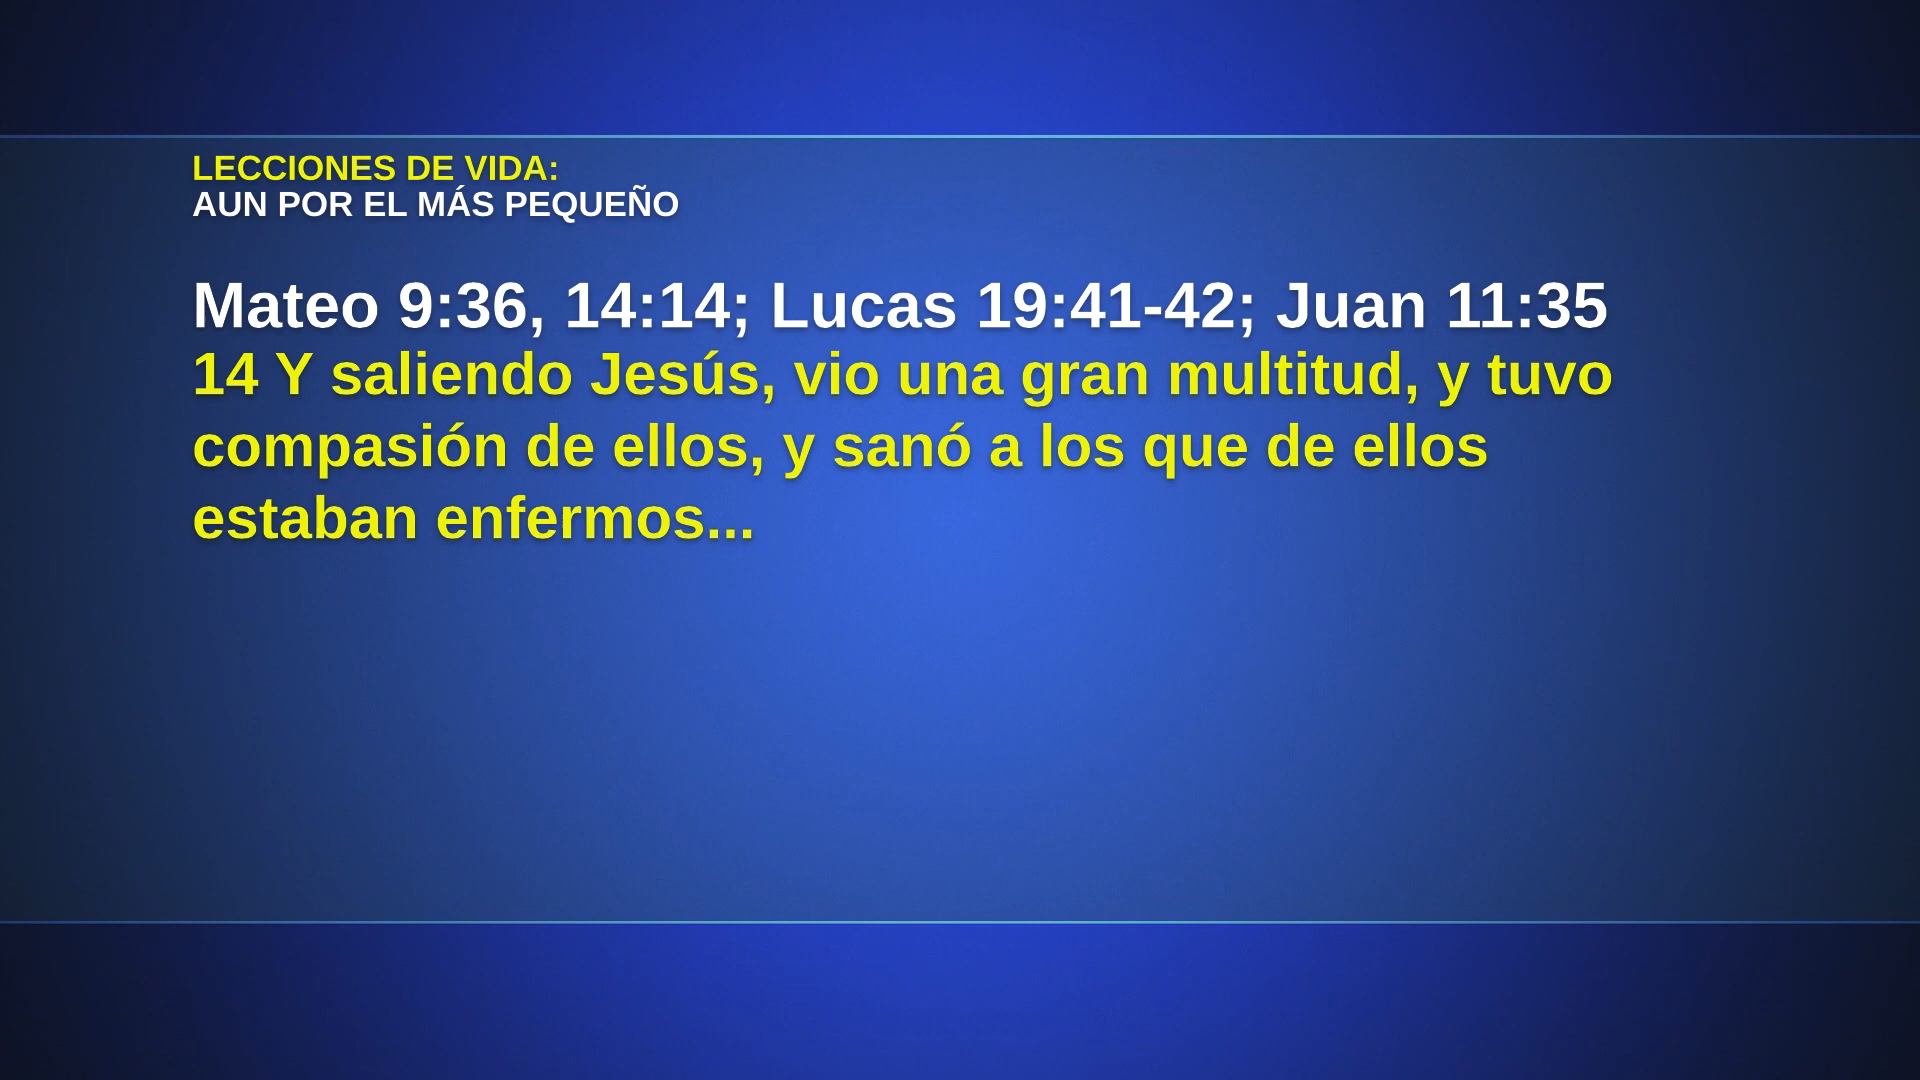 LECCIONES DE VIDA:
AUN POR EL MÁS PEQUEÑO
Mateo 9:36, 14:14; Lucas 19:41-42; Juan 11:35
14 Y saliendo Jesús, vio una gran multitud, y tuvo
compasión de ellos, y sanó a los que de ellos
estaban enfermos...